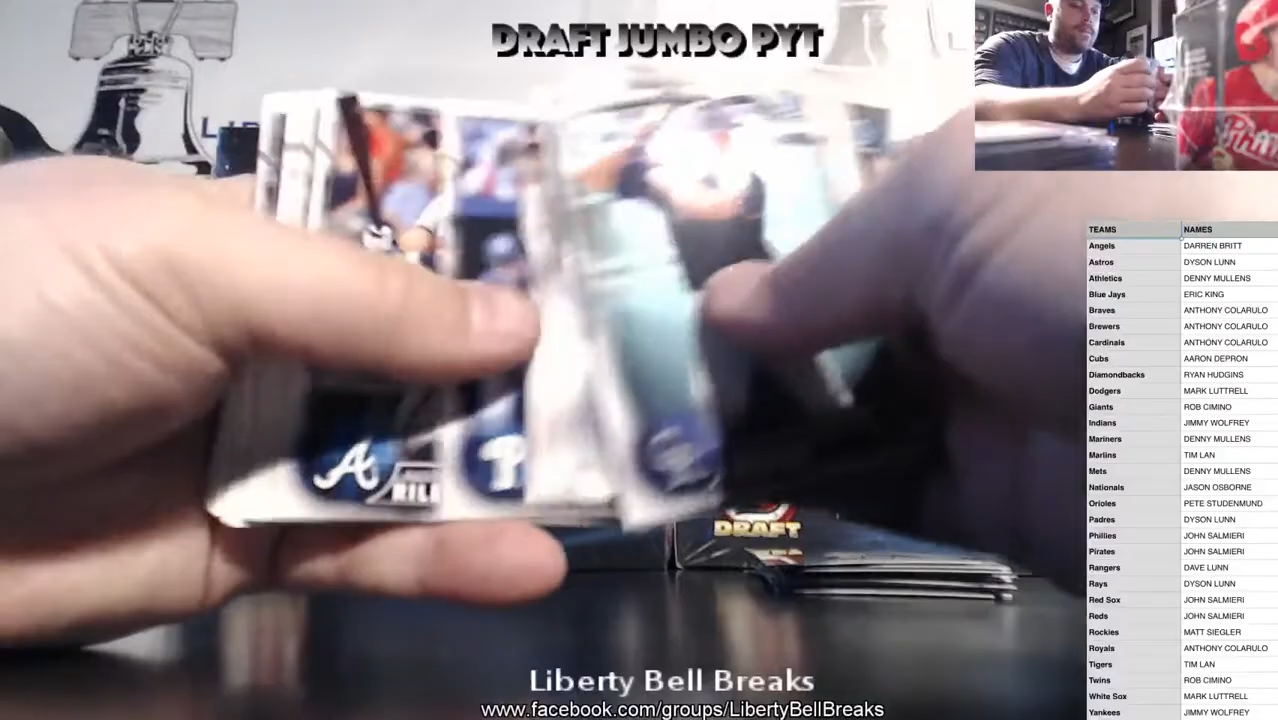 DRAFT JUMBO PYT
TEAMS NAMES
Angels DARREN BRITT
Astros DYSON LUNN
Athletics DENNY MULLENS
Blue Jays ERIC KING
Braves ANTHONY COLARULO
Brewers ANTHONY COLARULO
Cardinals ANTHONY COLARULO
Cubs AARON DEPRON
Diamondbacks RYAN HUDGINS
Dodgers MARK LUTTRELL
Giants ROB CIMINO
Indians JIMMY WOLFREY
Mariners DENNY MULLENS
Marlins TIM LAN
Mets DENNY MULLENS
Nationals JASON OSBORNE
Orioles PETE STUDENMUND
Padres DYSON LUNN
Phillies JOHN SALMIERI
Pirates JOHN SALMIERI
Rangers DAVE LUNN
Rays DYSON LUNN
Red Sox JOHN SALMIERI
Reds JOHN SALMIERI
Rockies MATT SIEGLER
Royals ANTHONY COLARULO
Tigers TIM LAN
Twins ROB CIMINO
White Sox MARK LUTTRELL
Yankees JIMMY WOLFREY
A
DRAFT
Liberty Bell Breaks
www.facebook.com/groups/LibertyBellBreaks